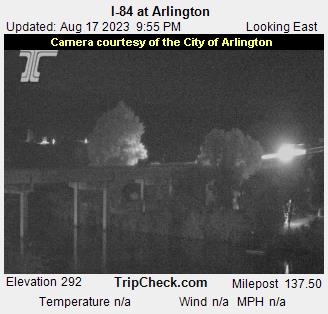 I-84 at Arlington
Updated: Aug 17 2023 9:55 PM Looking East
Camera courtesy of the City of Arlington
Elevation 292 TripCheck.com Milepost 137.50
Temperature n/a Wind n/a MPH n/a